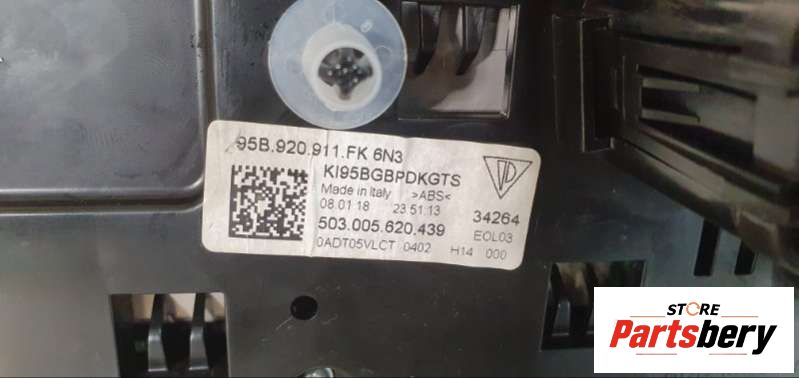 95B.920.911.FK 6N3
KI95BGBPDKGTS
Made in Italy >ABS<
08.01.18 23:51:13
34264
503.005.620.439
EOL03
0ADT05VLCT 0402 H14 000
STORE
Partsbery